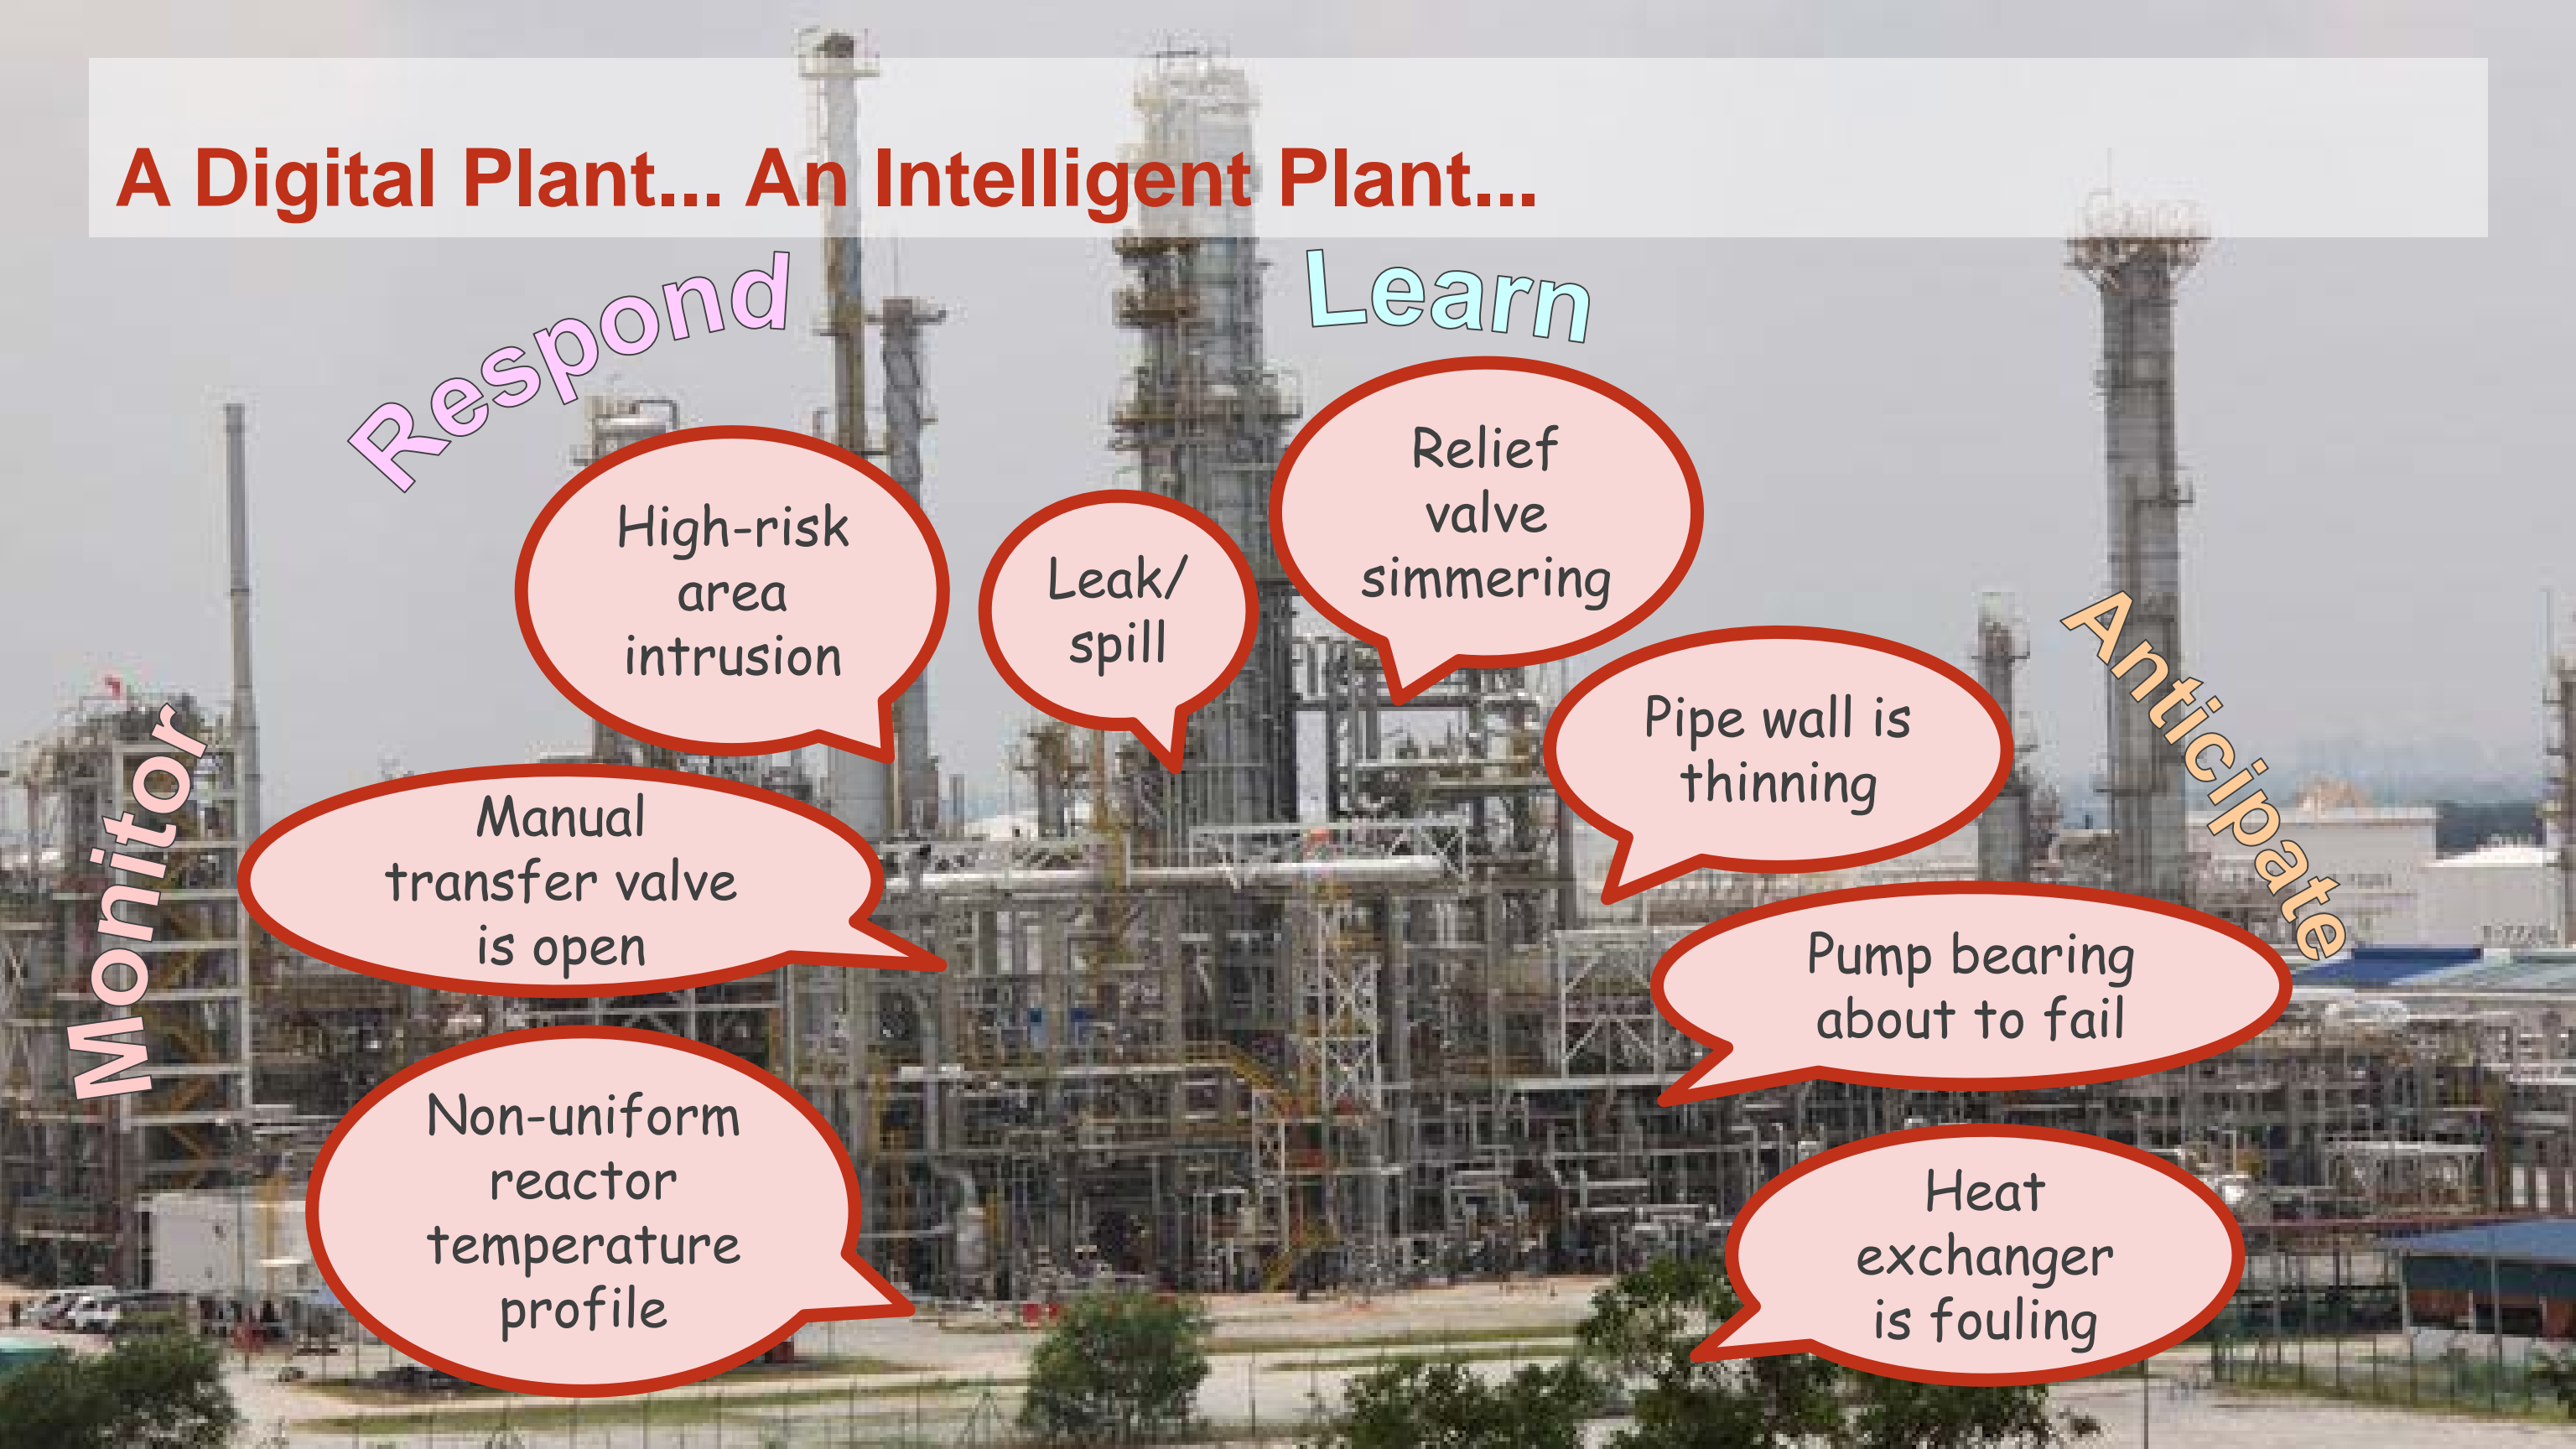 A Digital Plant... An Intelligent Plant...
Respond
Learn
Monitor
Anticipate
High-risk
area
intrusion
Leak/
spill
Relief
valve
simmering
Pipe wall is
thinning
Manual
transfer valve
is open
Pump bearing
about to fail
Non-uniform
reactor
temperature
profile
Heat
exchanger
is fouling